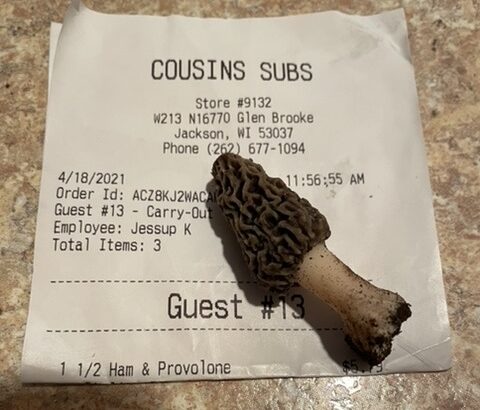 COUSINS SUBS
Store #9132
W213 N16770 Glen Brooke
Jackson, WI 53037
Phone (262) 677-1094
4/18/2021 11:56:55 AM
Order Id:
Guest #13 - Carry-Out
Employee: Jessup K
Total Items: 3
Guest #13
1 1/2 Ham & Provolone